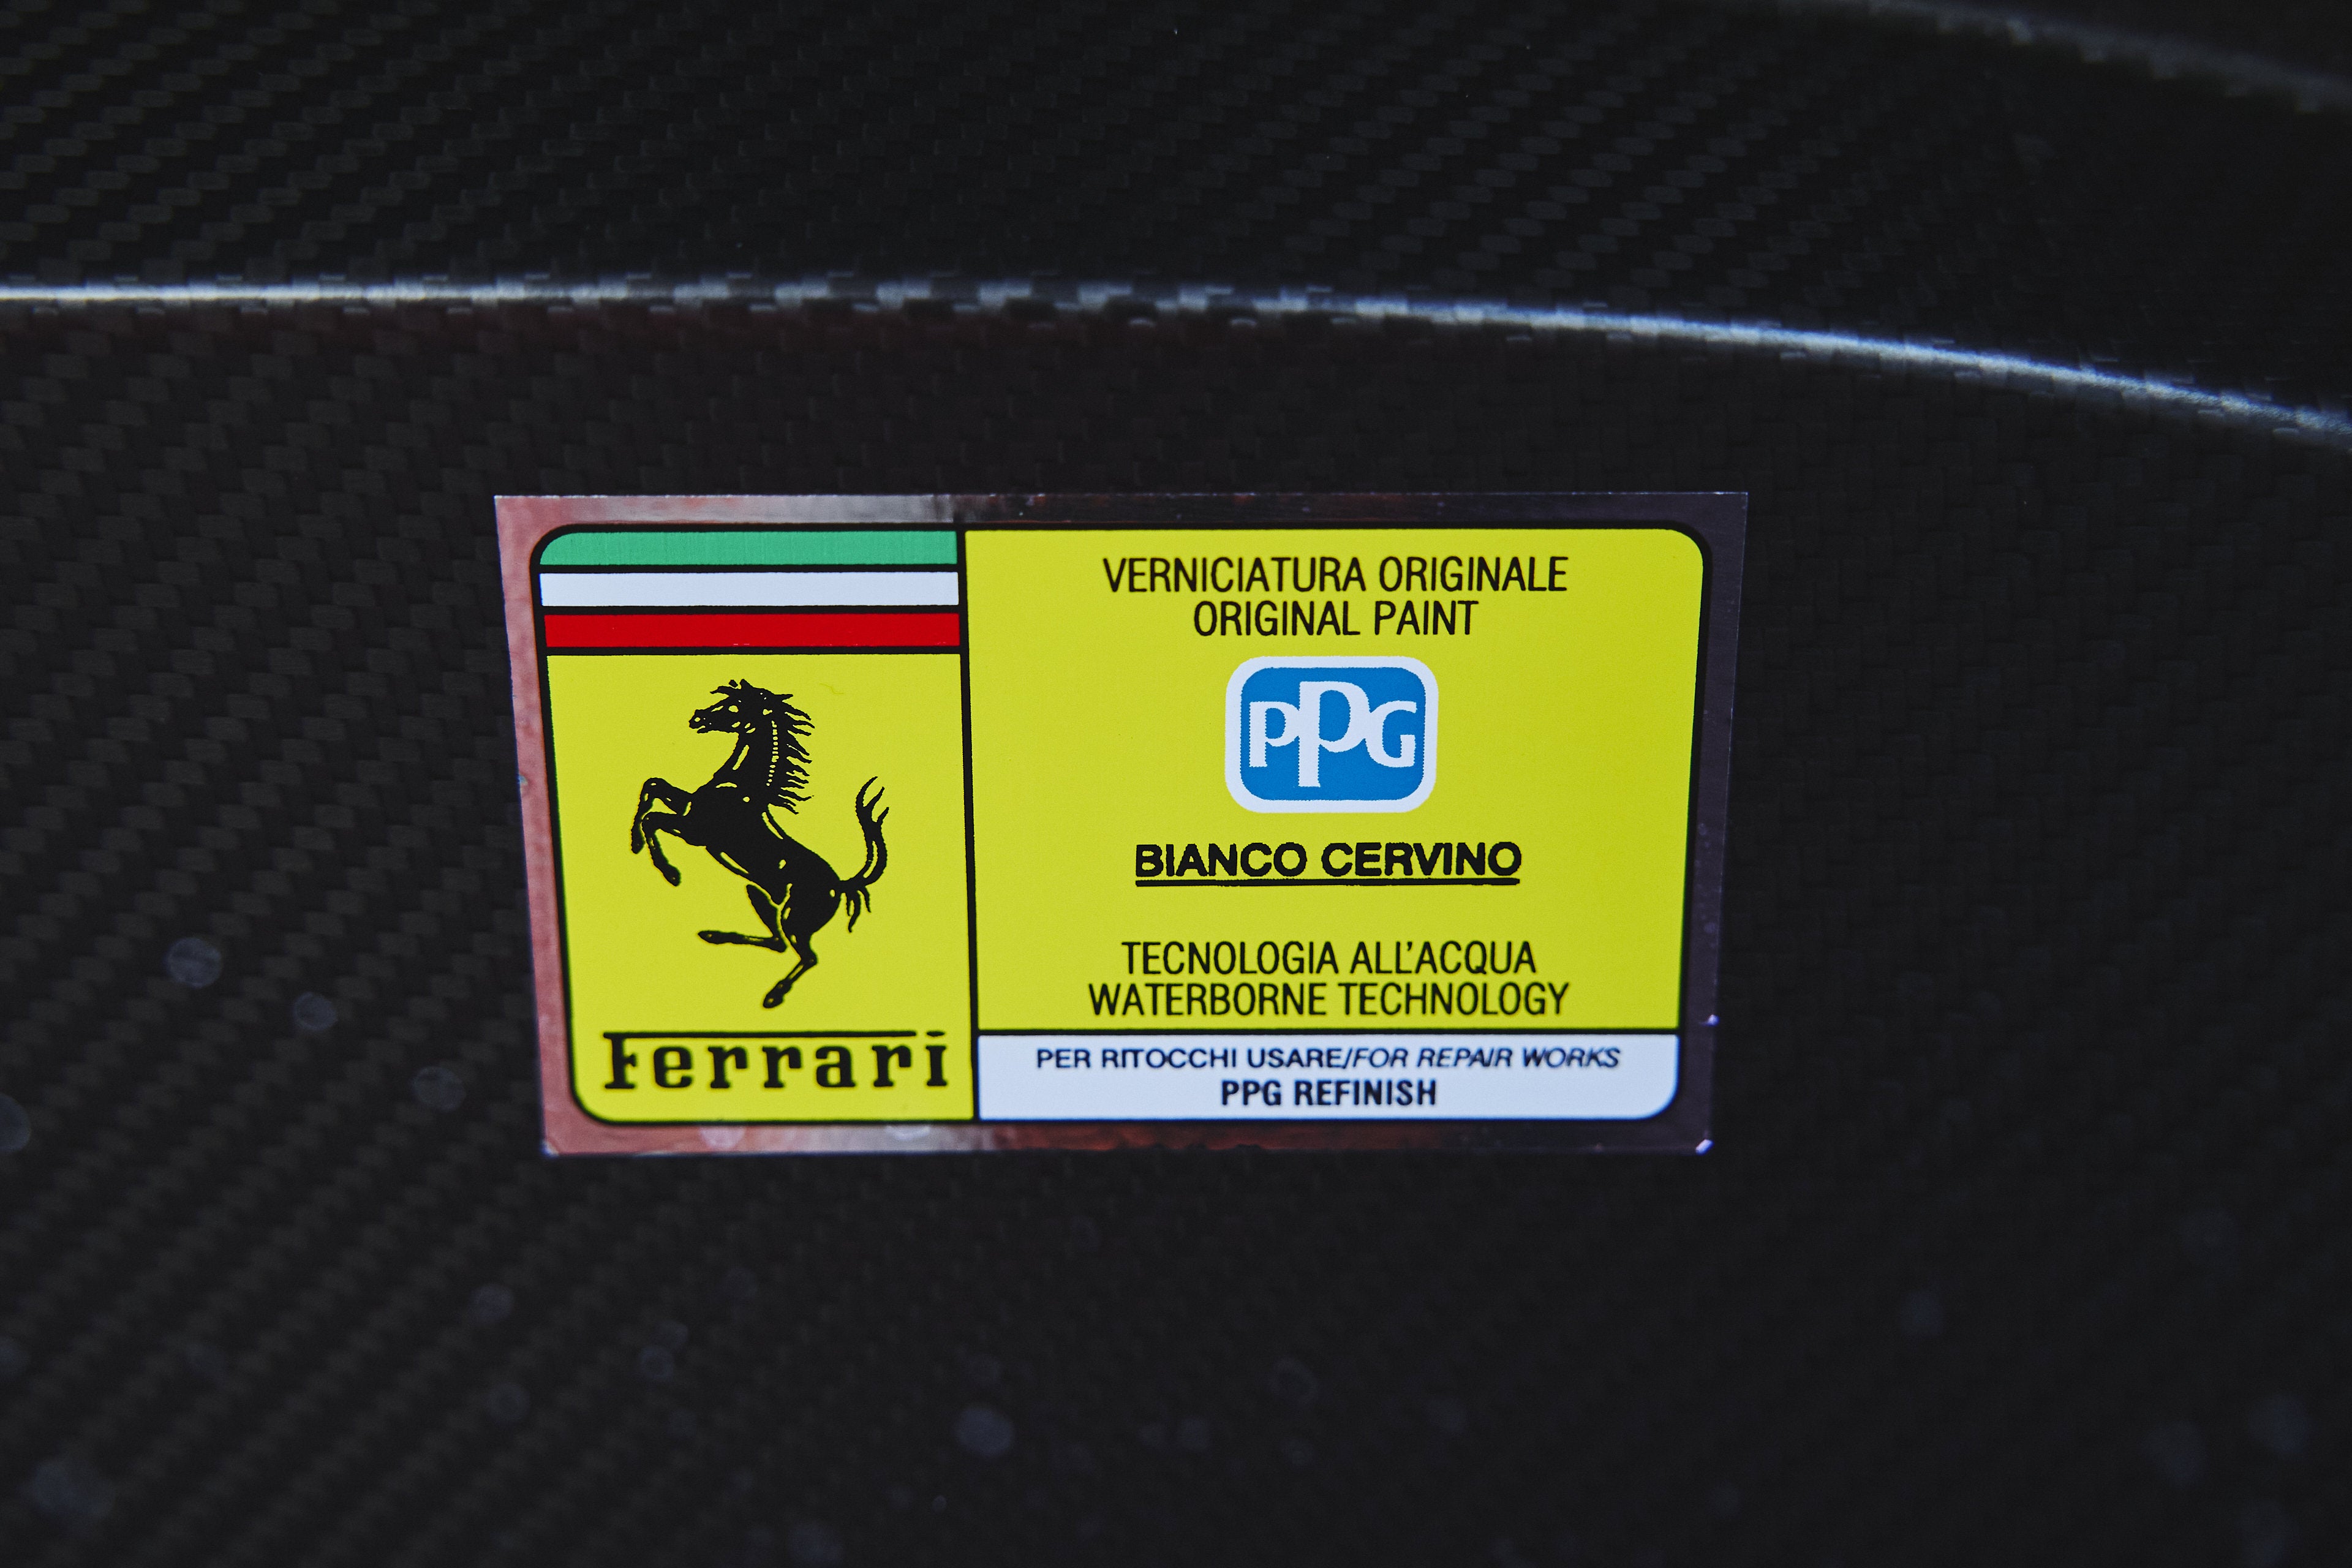 VERNICIATURA ORIGINALE
ORIGINAL PAINT
PPG
BIANCO CERVINO
TECNOLOGIA ALL'ACQUA
WATERBORNE TECHNOLOGY
Ferrari
PER RITOCCHI USARE/FOR REPAIR WORKS
PPG REFINISH